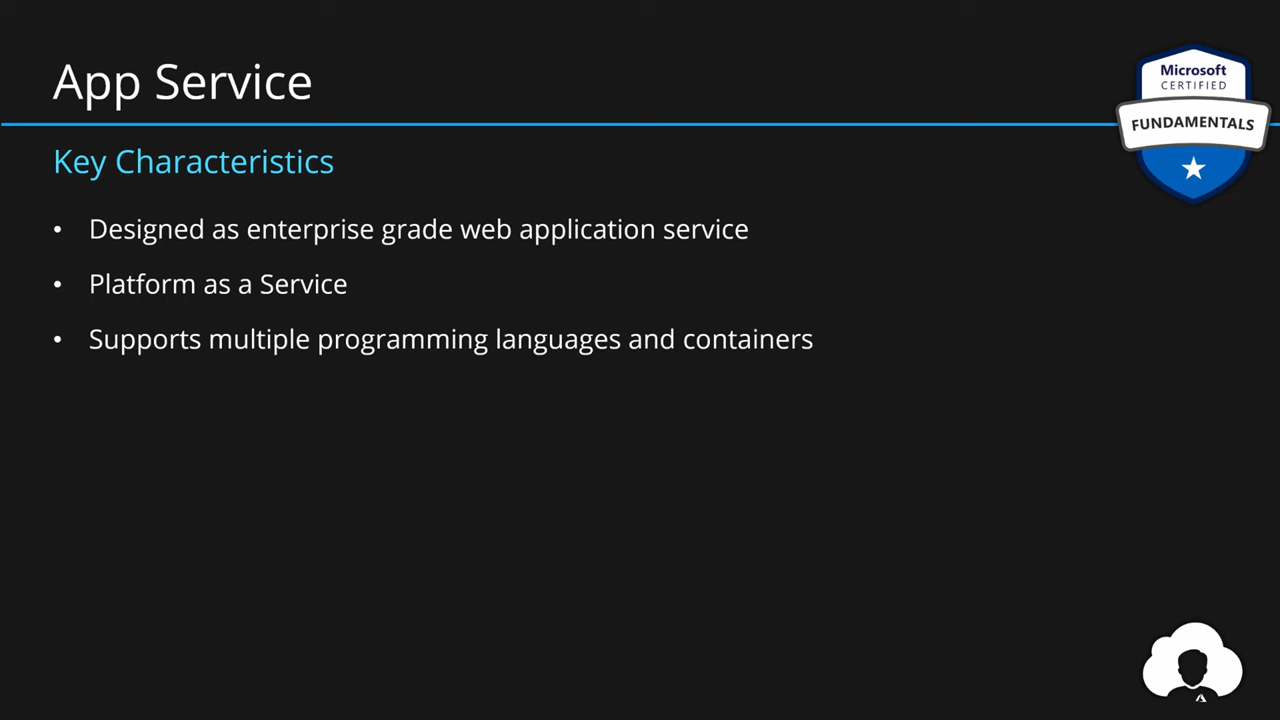 App Service
Microsoft
CERTIFIED
FUNDAMENTALS
Key Characteristics
• Designed as enterprise grade web application service
• Platform as a Service
• Supports multiple programming languages and containers